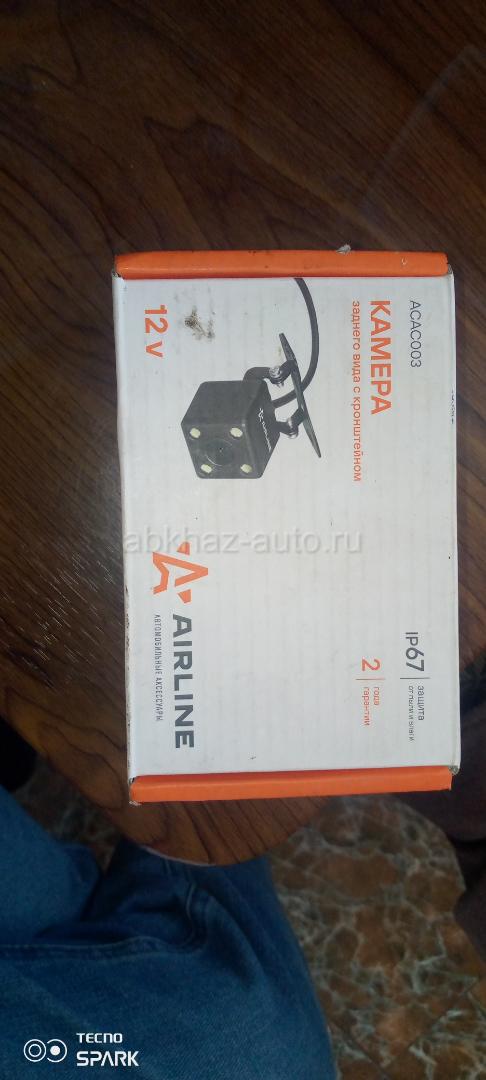 ACAC003
КАМЕРА
заднего вида с кронштейном
12 v
AIRLINE
IP67
защита
от пыли и влаги
2
года
гарантии
AIRLINE
АВТОМОБИЛЬНЫЕ АКСЕССУАРЫ
abkhaz-auto.ru
TECNO
SPARK